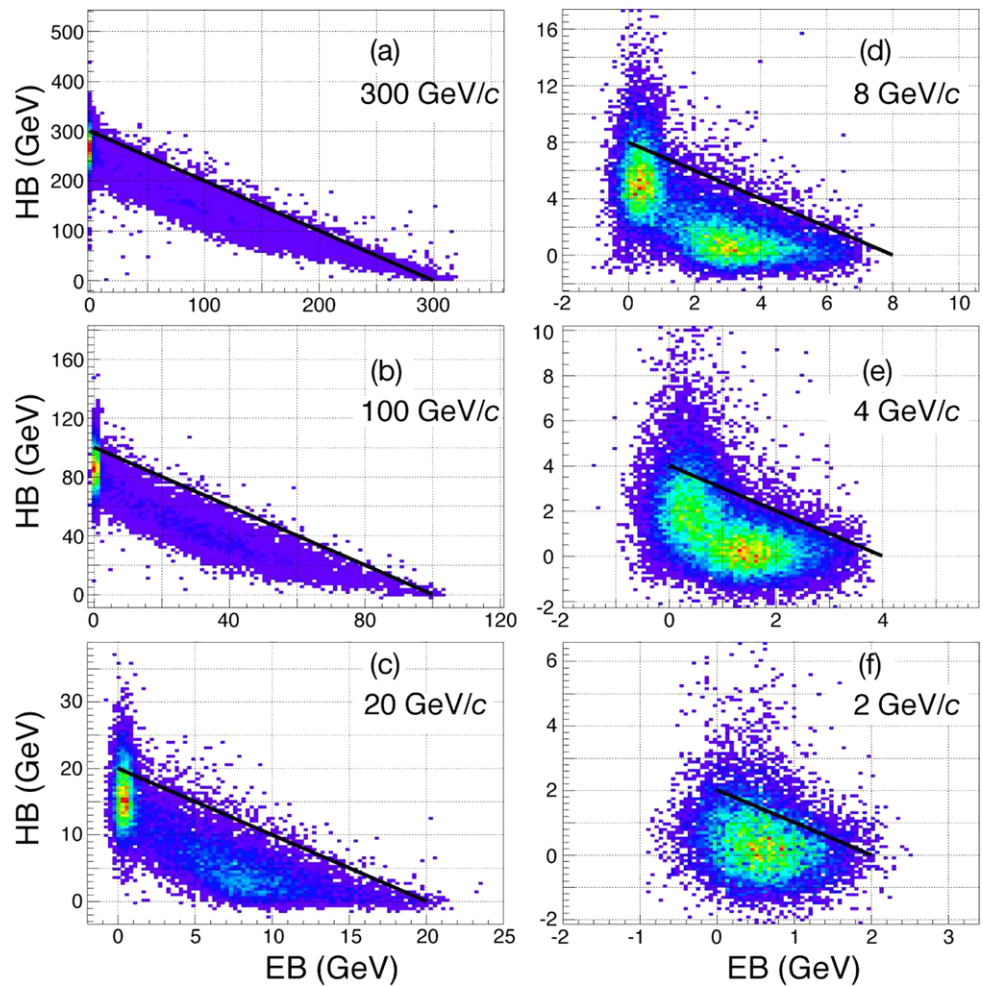 (a)
300 GeV/c
HB (GeV)
500
400
300
200
100
0
0 100 200 300
(d)
8 GeV/c
16
12
8
4
0
-2 0 2 4 6 8 10
(b)
100 GeV/c
HB (GeV)
160
120
80
40
0
0 40 80 120
(e)
4 GeV/c
10
8
6
4
2
0
-2
0 2 4
(c)
20 GeV/c
HB (GeV)
30
20
10
0
0 5 10 15 20 25
EB (GeV)
(f)
2 GeV/c
6
4
2
0
-2
-2 -1 0 1 2 3
EB (GeV)